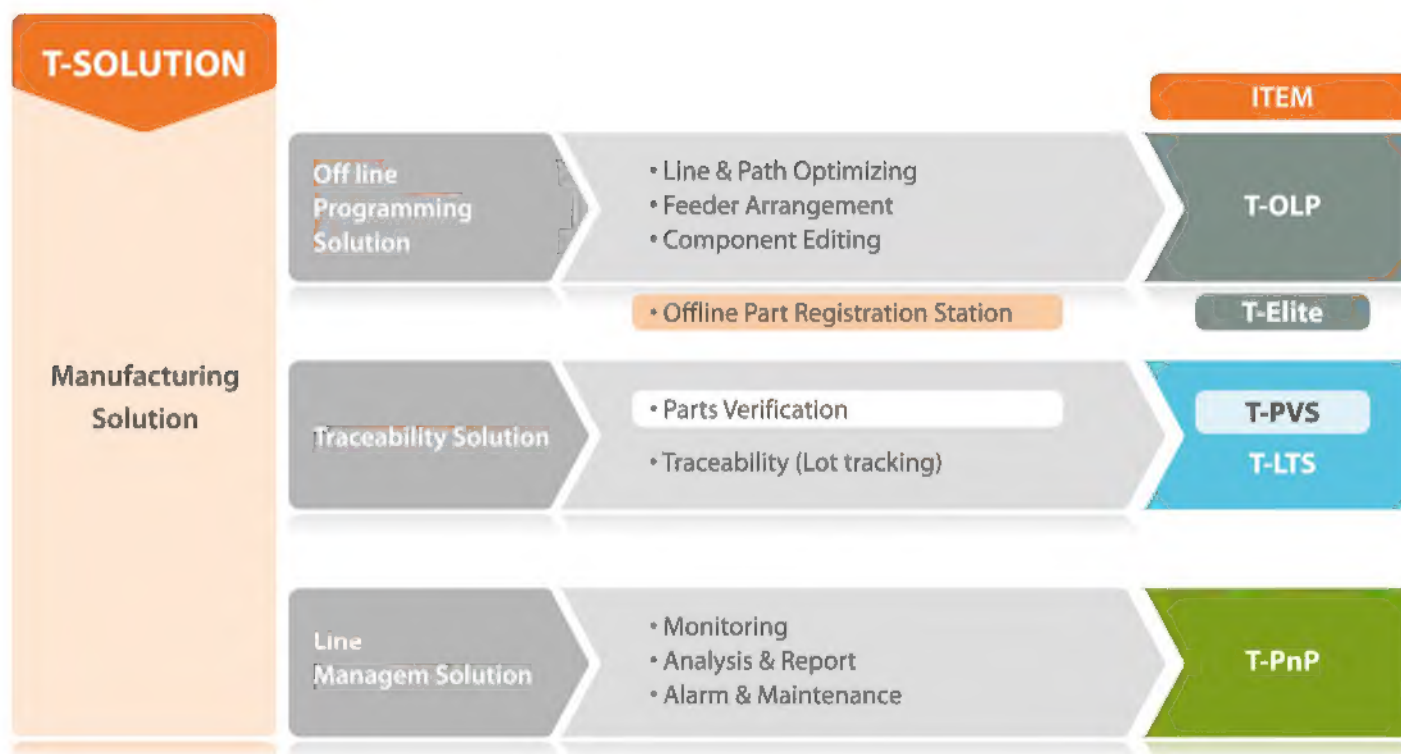 T-SOLUTION
ITEM
Off line
Programming
Solution
• Line & Path Optimizing
• Feeder Arrangement
• Component Editing
T-OLP
• Offline Part Registration Station
T-Elite
Manufacturing
Solution
Traceability Solution
• Parts Verification
• Traceability (Lot tracking)
T-PVS
T-LTS
Line
Managem Solution
• Monitoring
• Analysis & Report
• Alarm & Maintenance
T-PnP